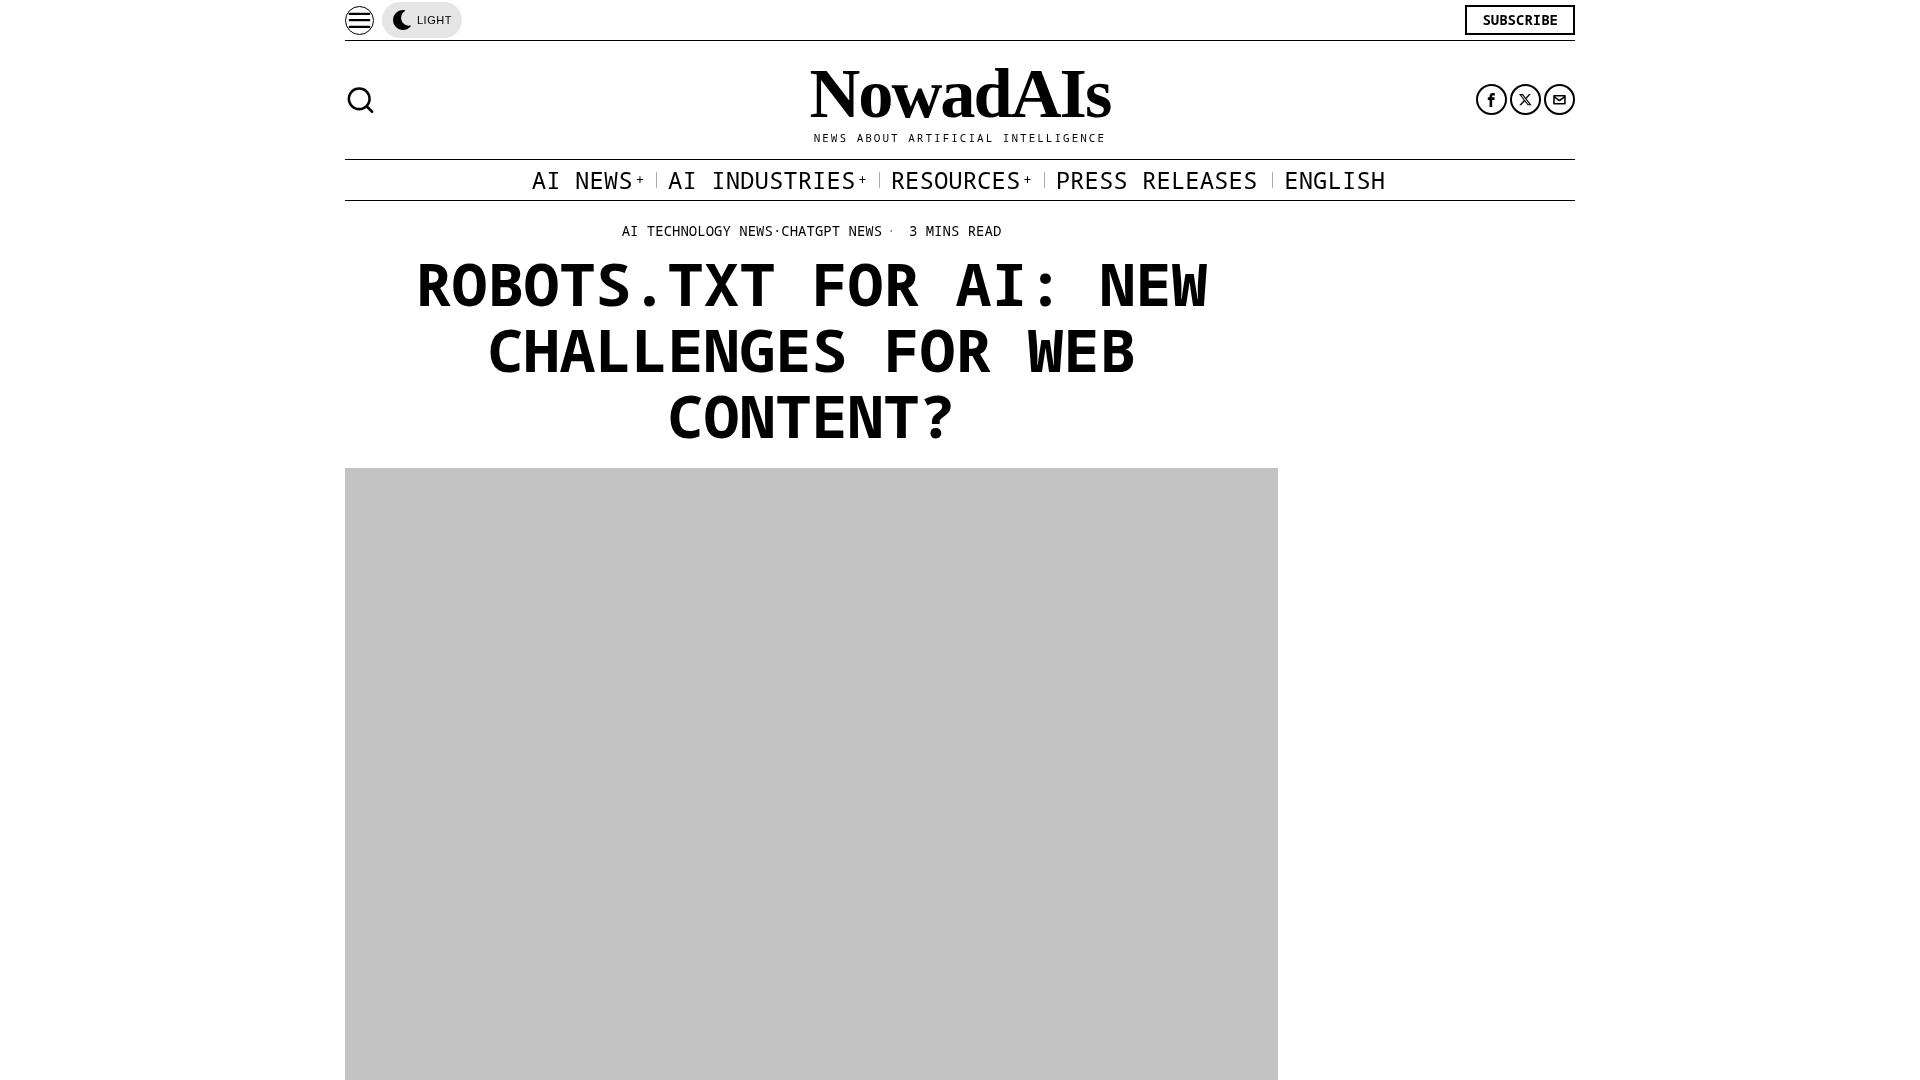 LIGHT
SUBSCRIBE
NowadAIs
NEWS ABOUT ARTIFICIAL INTELLIGENCE
AI NEWS+ AI INDUSTRIES+ RESOURCES+ PRESS RELEASES ENGLISH
AI TECHNOLOGY NEWS·CHATGPT NEWS · 3 MINS READ
ROBOTS.TXT FOR AI: NEW
CHALLENGES FOR WEB
CONTENT?